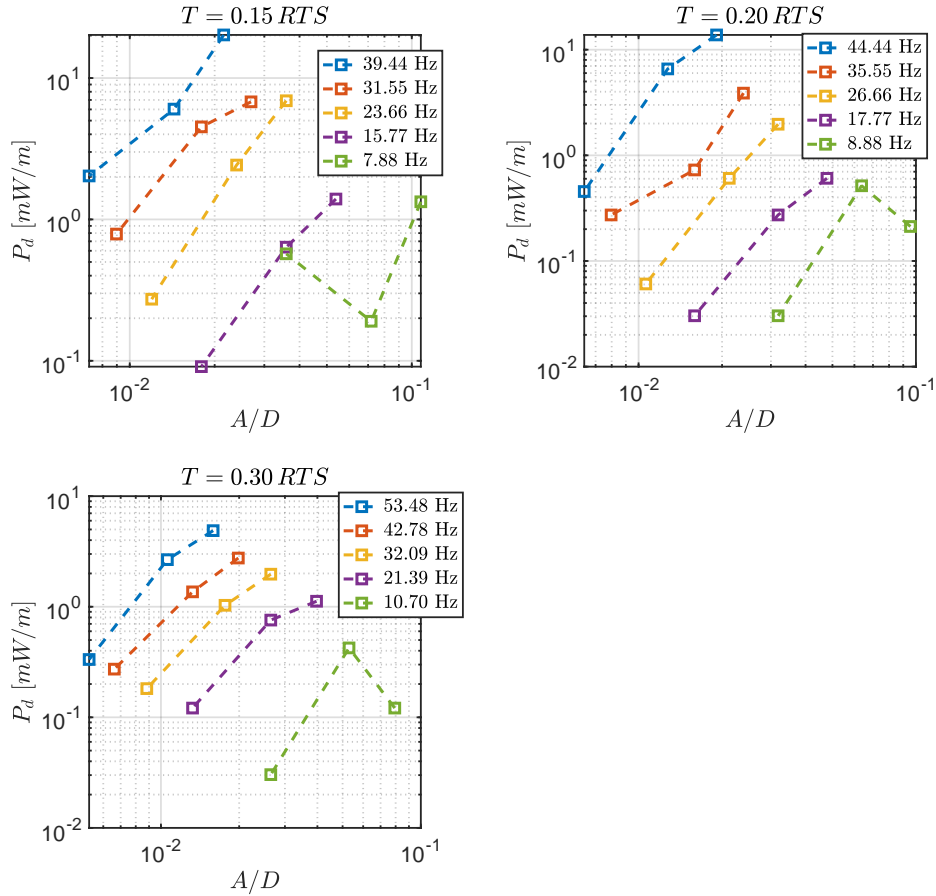 T = 0.15 RTS
39.44 Hz
31.55 Hz
23.66 Hz
15.77 Hz
7.88 Hz
10^1
10^0
10^-1
P_d [mW/m]
10^-2
10^-1
A/D
T = 0.20 RTS
44.44 Hz
35.55 Hz
26.66 Hz
17.77 Hz
8.88 Hz
10^1
10^0
10^-1
10^-2
P_d [mW/m]
10^-2
10^-1
A/D
T = 0.30 RTS
53.48 Hz
42.78 Hz
32.09 Hz
21.39 Hz
10.70 Hz
10^1
10^0
10^-1
10^-2
P_d [mW/m]
10^-2
10^-1
A/D